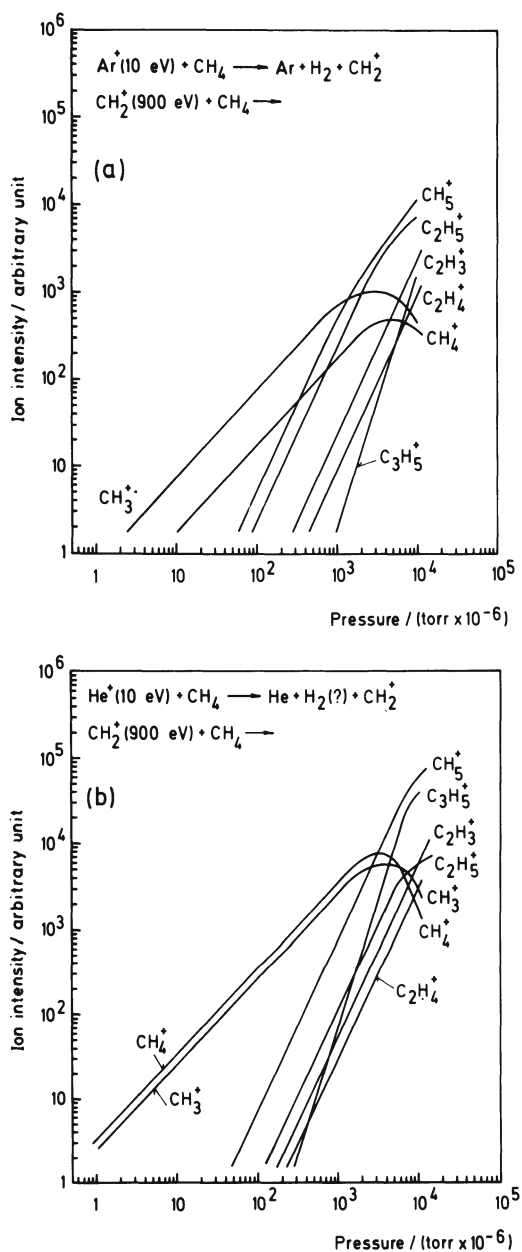 10⁶
Ar⁺(10 eV) + CH₄ → Ar + H₂ + CH₂⁺
CH₂⁺(900 eV) + CH₄ →
10⁵
(a)
10⁴
CH₅⁺
C₂H₅⁺
C₂H₃⁺
10³
C₂H₄⁺
CH₄⁺
10²
C₃H₅⁺
10
CH₃⁺·
1
Ion intensity / arbitrary unit
1 10 10² 10³ 10⁴ 10⁵
Pressure / (torr x 10⁻⁶)
10⁶
He⁺(10 eV) + CH₄ → He + H₂(?) + CH₂⁺
CH₂⁺(900 eV) + CH₄ →
10⁵
(b)
CH₅⁺
C₃H₅⁺
10⁴
C₂H₃⁺
C₂H₅⁺
CH₃⁺
10³
CH₄⁺
C₂H₄⁺
10²
CH₄⁺
10
CH₃⁺
1
Ion intensity / arbitrary unit
1 10 10² 10³ 10⁴ 10⁵
Pressure / (torr x 10⁻⁶)